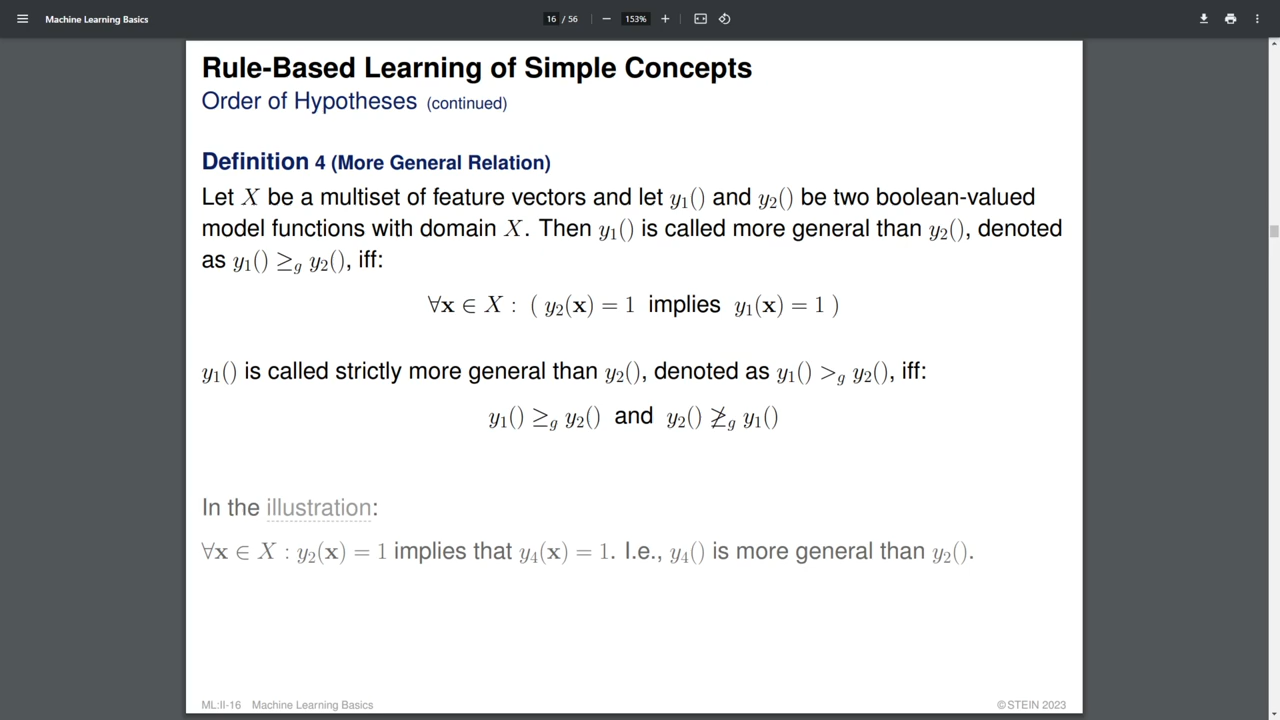 Machine Learning Basics
16 / 56
153%
Rule-Based Learning of Simple Concepts
Order of Hypotheses (continued)
Definition 4 (More General Relation)
Let X be a multiset of feature vectors and let y₁() and y₂() be two boolean-valued
model functions with domain X. Then y₁() is called more general than y₂(), denoted
as y₁() ≥g y₂(), iff:
∀x ∈ X : ( y₂(x) = 1 implies y₁(x) = 1 )
y₁() is called strictly more general than y₂(), denoted as y₁() >g y₂(), iff:
y₁() ≥g y₂() and y₂() ≱g y₁()
In the illustration:
∀x ∈ X : y₂(x) = 1 implies that y₄(x) = 1. I.e., y₄() is more general than y₂().
ML:II-16 Machine Learning Basics
©STEIN 2023